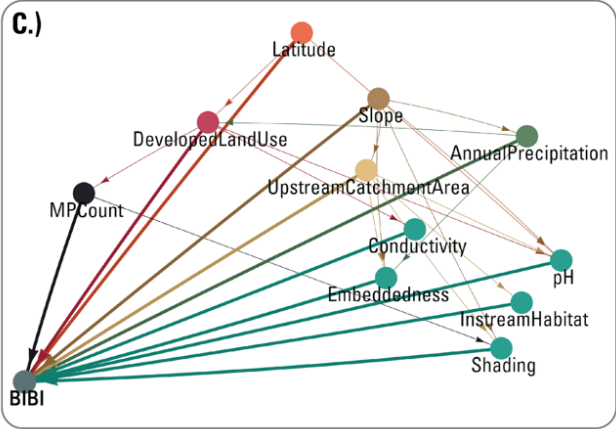 C.)
Latitude
Slope
DevelopedLandUse
AnnualPrecipitation
UpstreamCatchmentArea
MPCount
Conductivity
pH
Embeddedness
InstreamHabitat
Shading
BIBI